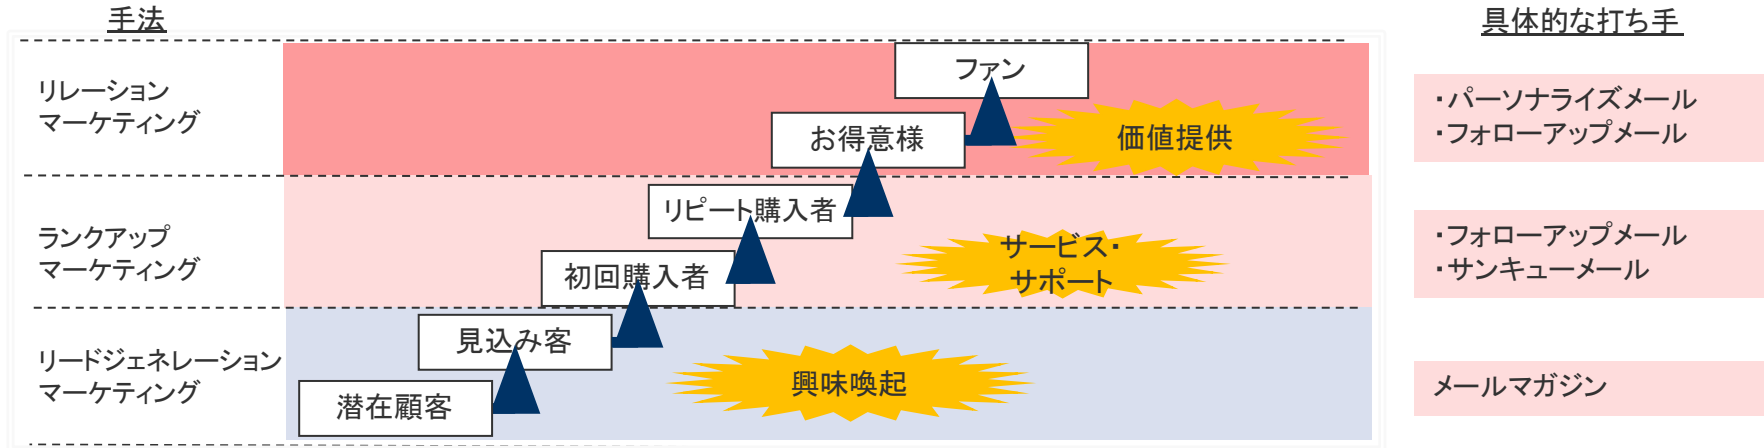 手法
具体的な打ち手
リレーション
マーケティング
ファン
お得意様
価値提供
・パーソナライズメール
・フォローアップメール
ランクアップ
マーケティング
リピート購入者
初回購入者
サービス・
サポート
・フォローアップメール
・サンキューメール
リードジェネレーション
マーケティング
見込み客
潜在顧客
興味喚起
メールマガジン